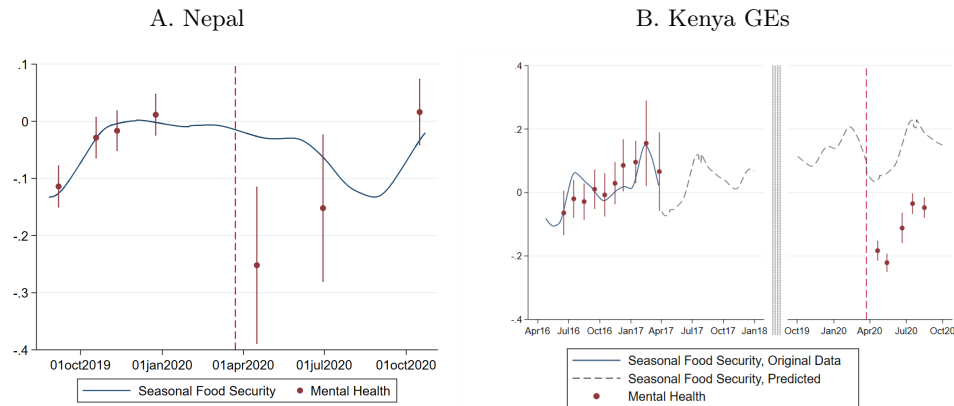 A. Nepal
B. Kenya GEs
.1
0
-.1
-.2
-.3
-.4
01oct2019 01jan2020 01apr2020 01jul2020 01oct2020
Seasonal Food Security Mental Health
.4
.2
0
-.2
-.4
Apr16 Jul16 Oct16 Jan17 Apr17 Jul17 Oct17 Jan18 Oct19 Jan20 Apr20 Jul20 Oct20
Seasonal Food Security, Original Data
Seasonal Food Security, Predicted
Mental Health